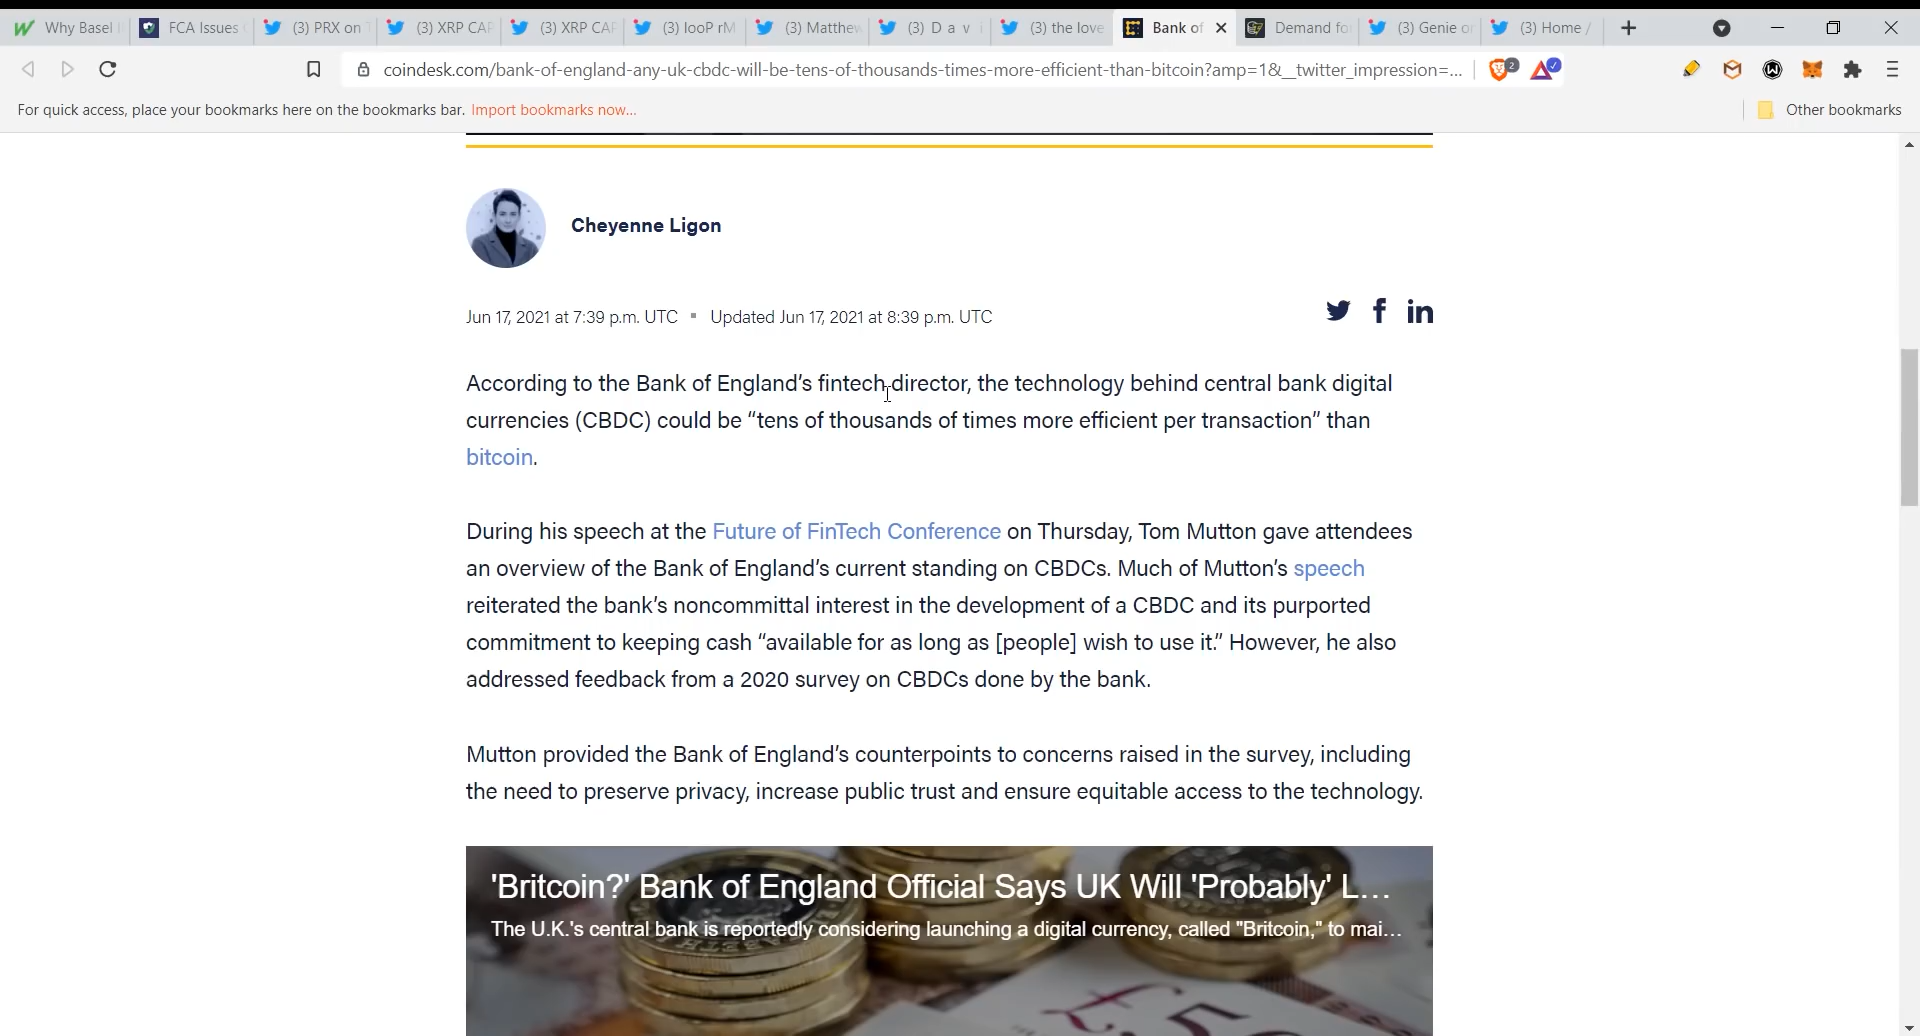 Why Basel
FCA Issues
(3) PRX on
(3) XRP CAP
(3) XRP CAP
(3) looP rM
(3) Matthew
(3) D a v
(3) the love
Bank of
Demand fo
(3) Genie o
(3) Home /
coindesk.com/bank-of-england-any-uk-cbdc-will-be-tens-of-thousands-times-more-efficient-than-bitcoin?amp=1&__twitter_impression=...
2
For quick access, place your bookmarks here on the bookmarks bar. Import bookmarks now...
Other bookmarks
Cheyenne Ligon
Jun 17, 2021 at 7:39 p.m. UTC ▪ Updated Jun 17, 2021 at 8:39 p.m. UTC
According to the Bank of England’s fintech director, the technology behind central bank digital
currencies (CBDC) could be “tens of thousands of times more efficient per transaction” than
bitcoin.
During his speech at the Future of FinTech Conference on Thursday, Tom Mutton gave attendees
an overview of the Bank of England’s current standing on CBDCs. Much of Mutton’s speech
reiterated the bank’s noncommittal interest in the development of a CBDC and its purported
commitment to keeping cash “available for as long as [people] wish to use it.” However, he also
addressed feedback from a 2020 survey on CBDCs done by the bank.
Mutton provided the Bank of England’s counterpoints to concerns raised in the survey, including
the need to preserve privacy, increase public trust and ensure equitable access to the technology.
'Britcoin?' Bank of England Official Says UK Will 'Probably' L...
The U.K.'s central bank is reportedly considering launching a digital currency, called "Britcoin," to mai...